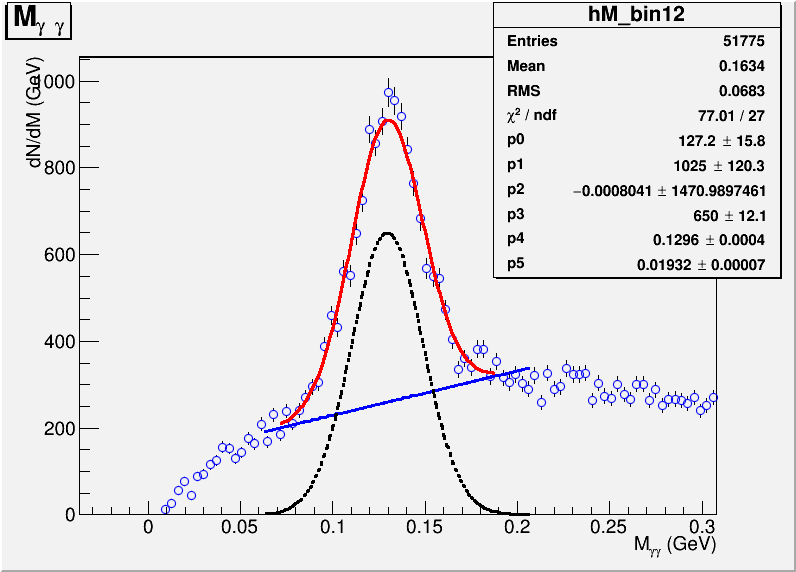 M γ γ
hM_bin12
Entries 51775
Mean 0.1634
RMS 0.0683
χ² / ndf 77.01 / 27
p0 127.2 ± 15.8
p1 1025 ± 120.3
p2 −0.0008041 ± 1470.9897461
p3 650 ± 12.1
p4 0.1296 ± 0.0004
p5 0.01932 ± 0.00007
dN/dM (GeV)
1000
800
600
400
200
0
0 0.05 0.1 0.15 0.2 0.25 0.3
Mγγ (GeV)